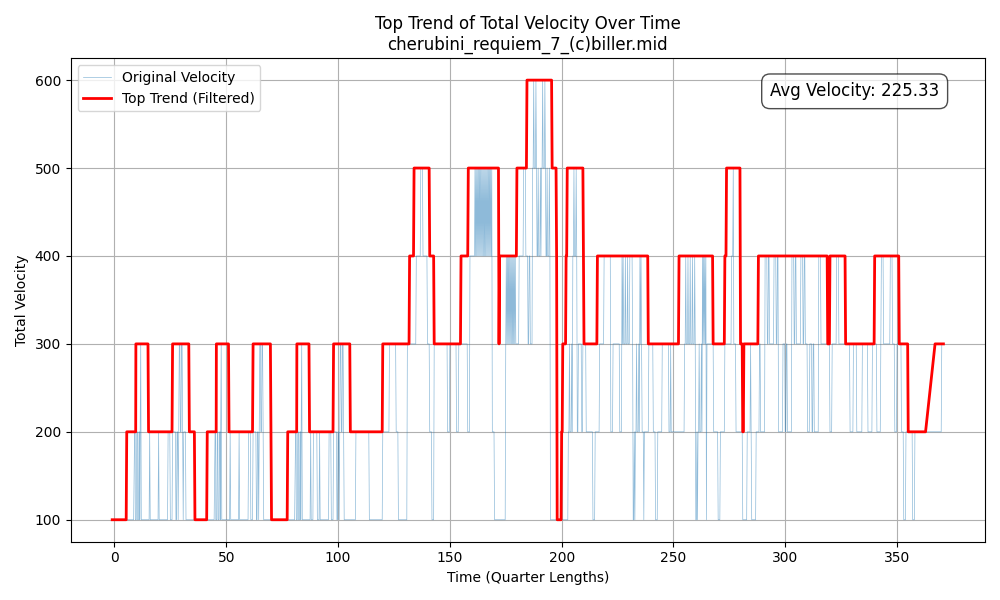 Top Trend of Total Velocity Over Time
cherubini_requiem_7_(c)biller.mid
Original Velocity
Top Trend (Filtered)
Avg Velocity: 225.33
Total Velocity
600
500
400
300
200
100
0 50 100 150 200 250 300 350
Time (Quarter Lengths)